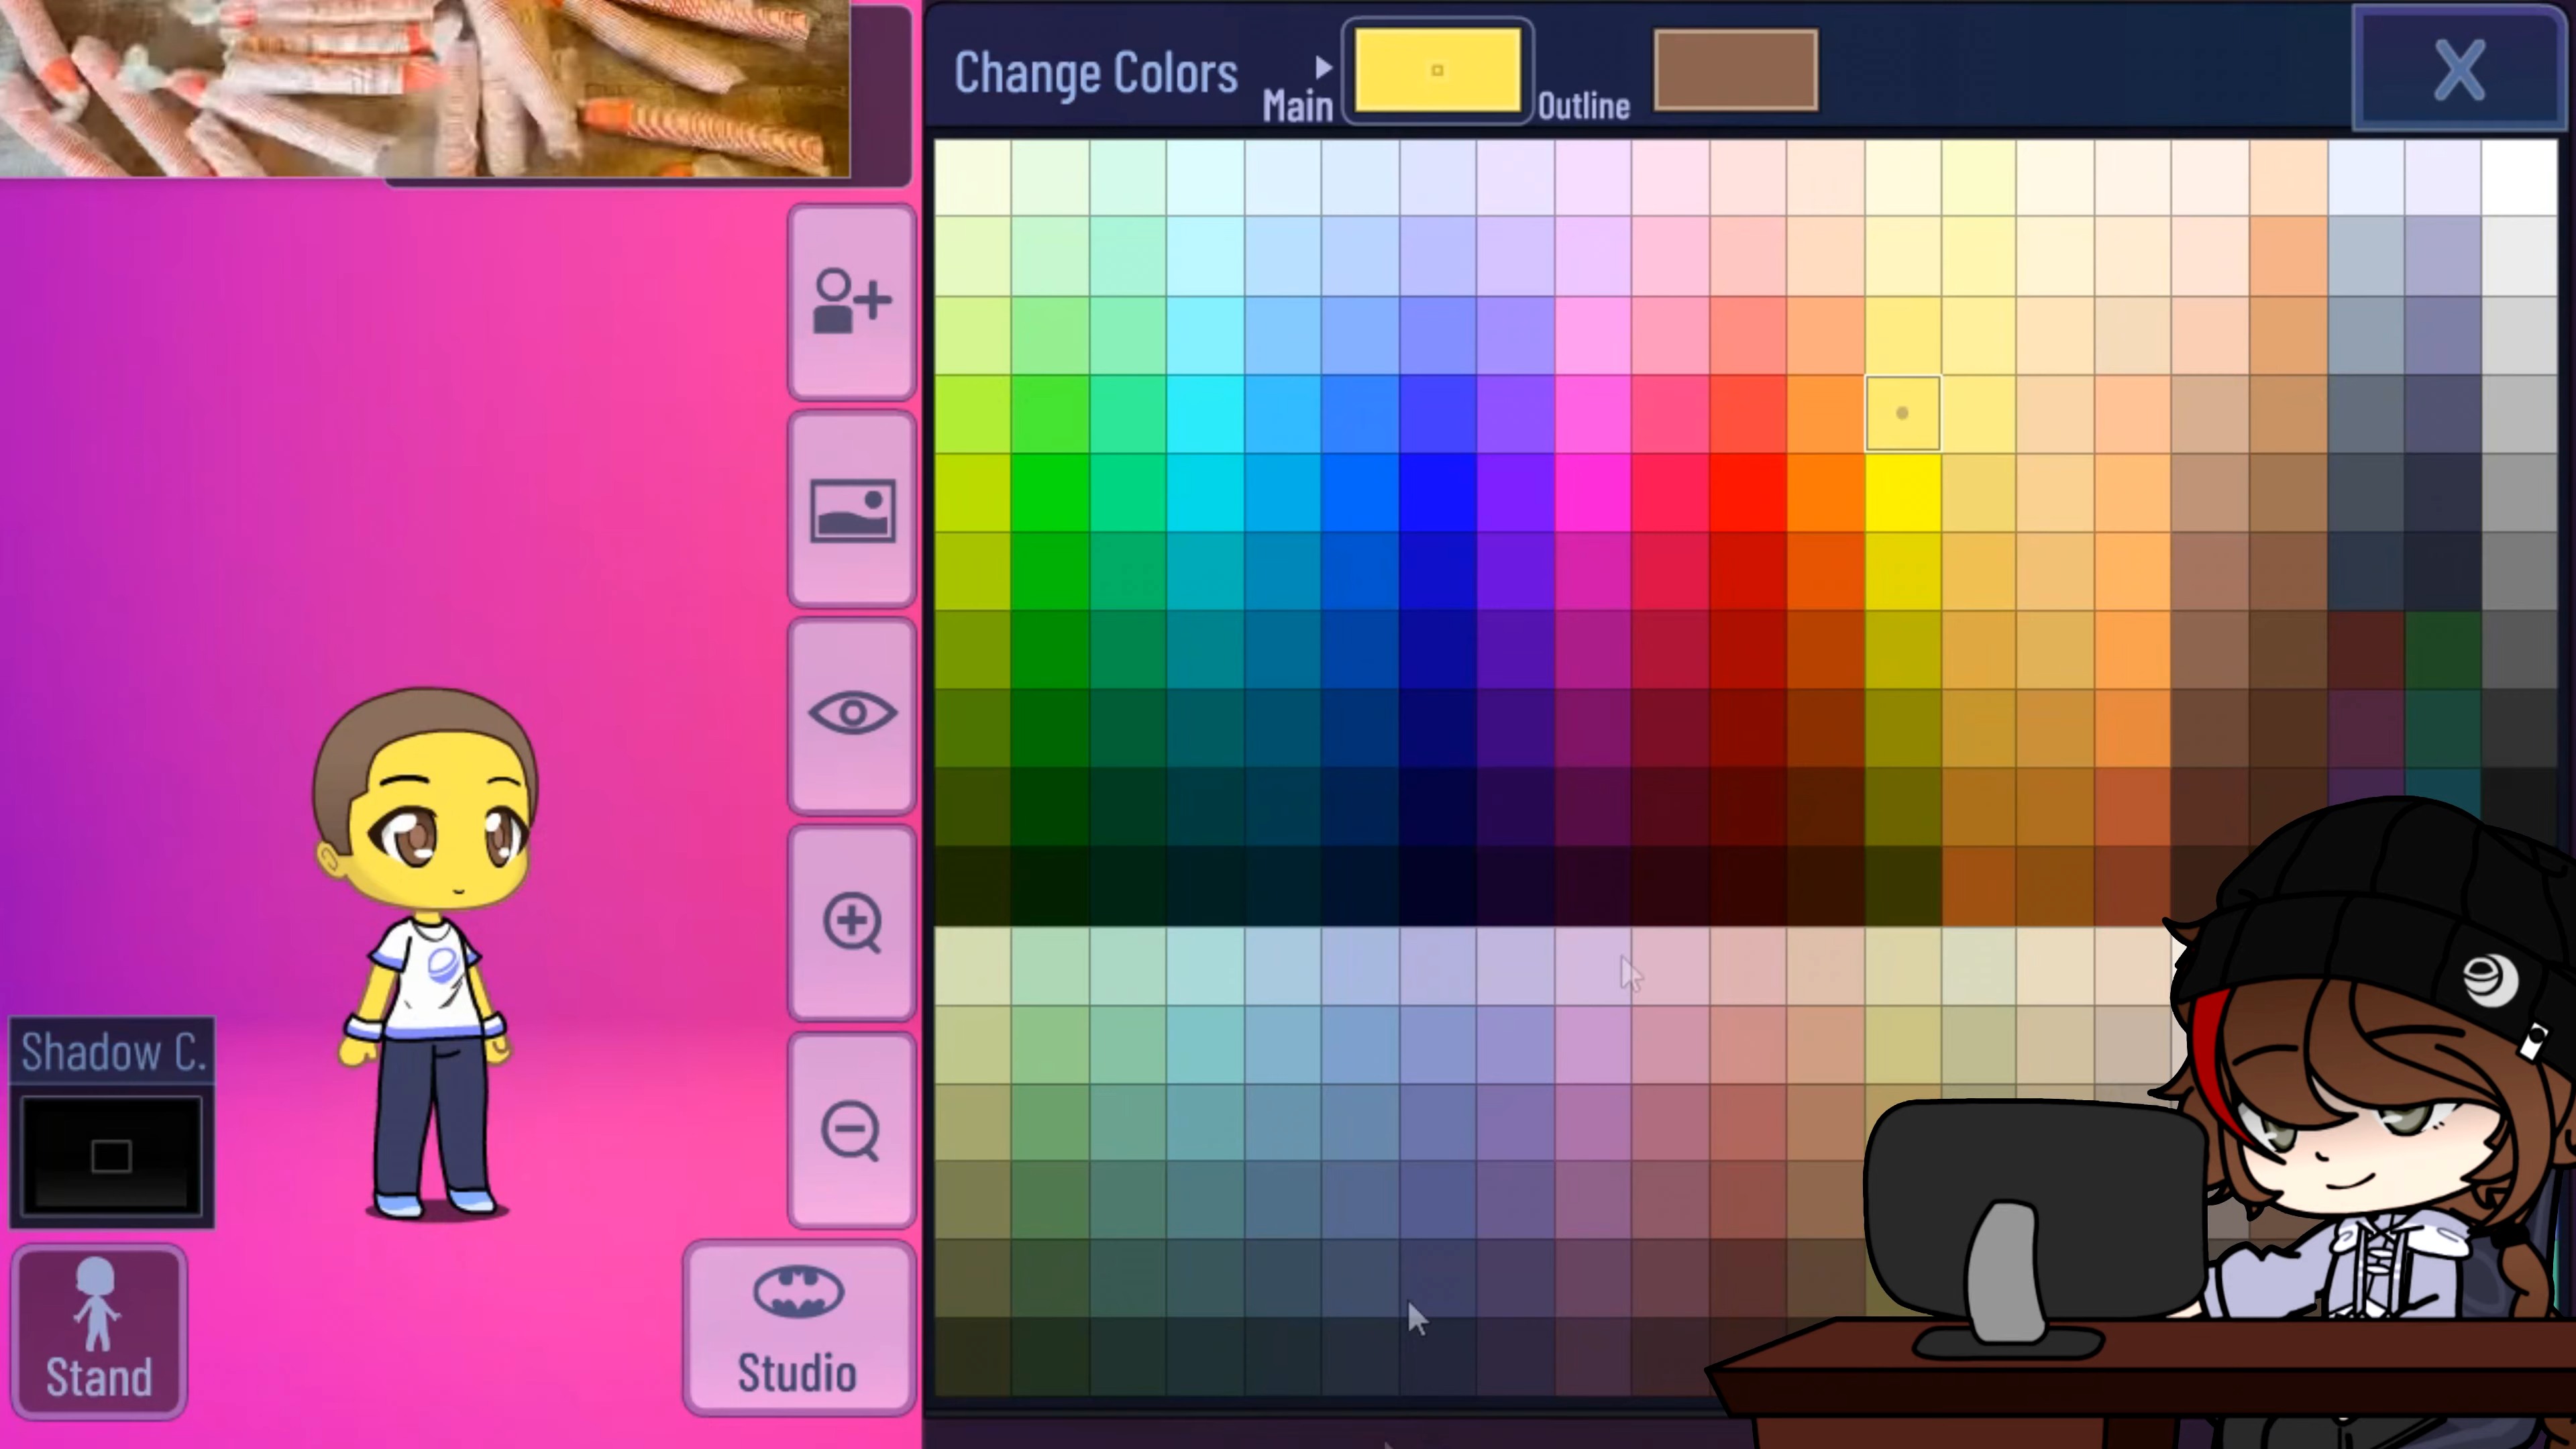 Change Colors
Main
Outline
X
Shadow C.
Stand
Studio